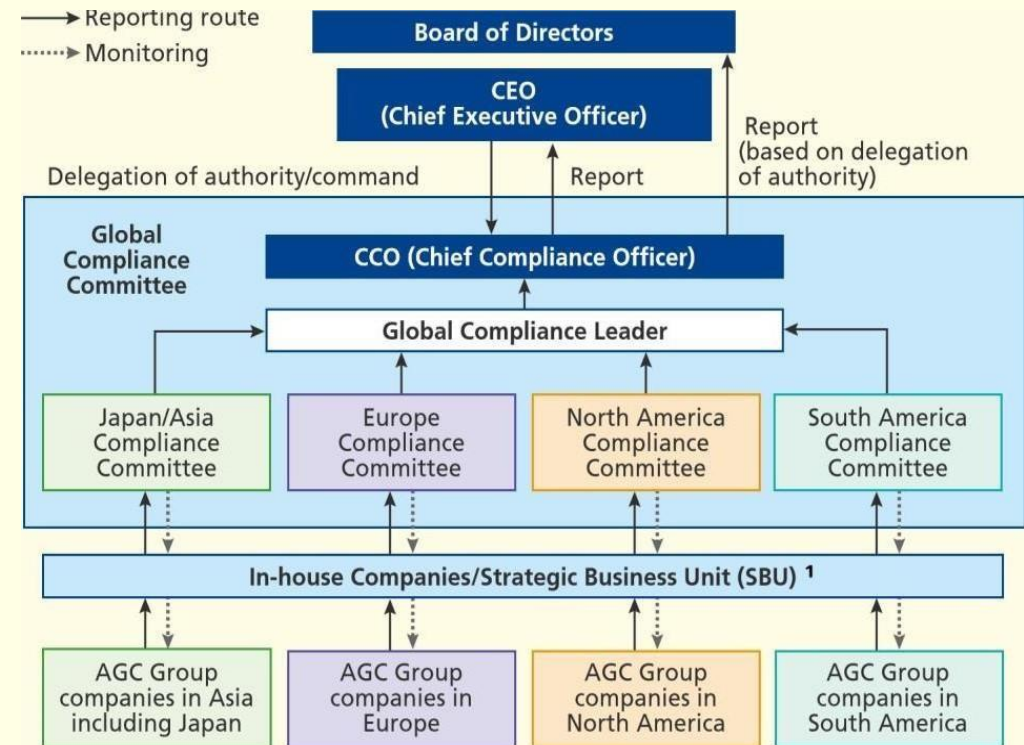 Reporting route
Monitoring
Board of Directors
CEO
(Chief Executive Officer)
Report
(based on delegation
of authority)
Delegation of authority/command
Report
Global
Compliance
Committee
CCO (Chief Compliance Officer)
Global Compliance Leader
Japan/Asia
Compliance
Committee
Europe
Compliance
Committee
North America
Compliance
Committee
South America
Compliance
Committee
In-house Companies/Strategic Business Unit (SBU) 1
AGC Group
companies in Asia
including Japan
AGC Group
companies in
Europe
AGC Group
companies in
North America
AGC Group
companies in
South America